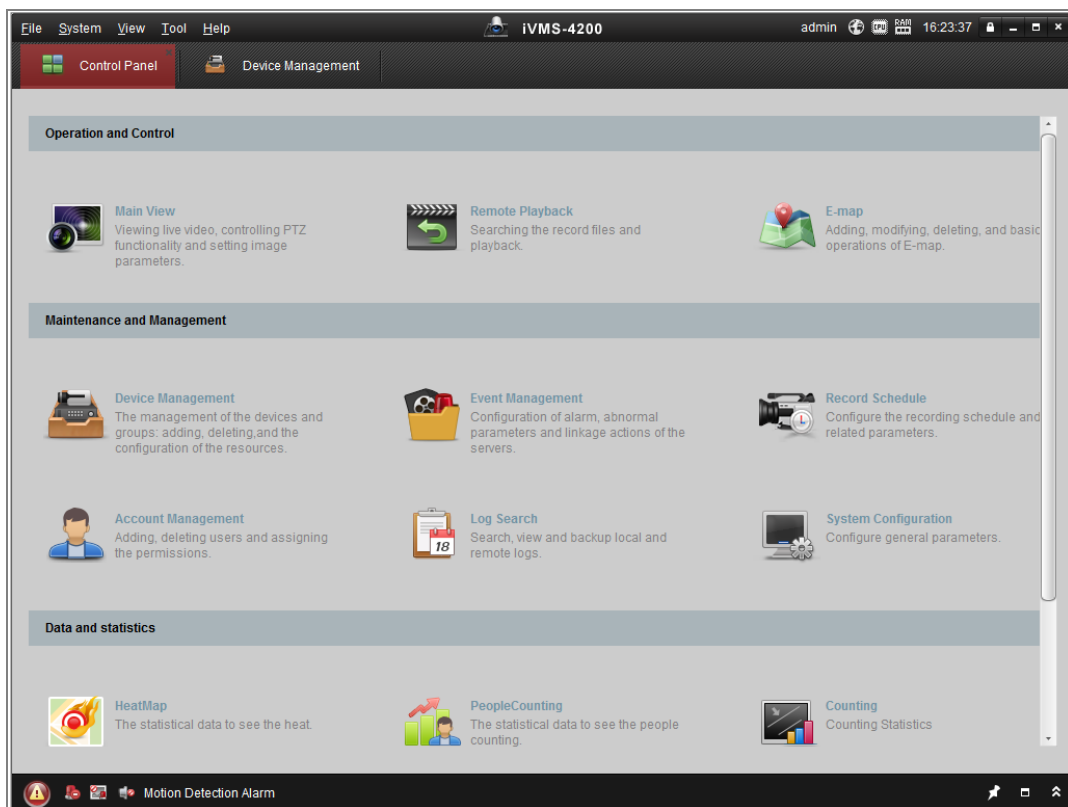 File System View Tool Help iVMS-4200 admin CPU RAM 16:23:37
Control Panel Device Management
Operation and Control
Main View
Viewing live video, controlling PTZ
functionality and setting image
parameters.
Remote Playback
Searching the record files and
playback.
E-map
Adding, modifying, deleting, and basic
operations of E-map.
Maintenance and Management
Device Management
The management of the devices and
groups: adding, deleting,and the
configuration of the resources.
Event Management
Configuration of alarm, abnormal
parameters and linkage actions of the
servers.
Record Schedule
Configure the recording schedule and
related parameters.
Account Management
Adding, deleting users and assigning
the permissions.
18
Log Search
Search, view and backup local and
remote logs.
System Configuration
Configure general parameters.
Data and statistics
HeatMap
The statistical data to see the heat.
PeopleCounting
The statistical data to see the people
counting.
Counting
Counting Statistics
Motion Detection Alarm